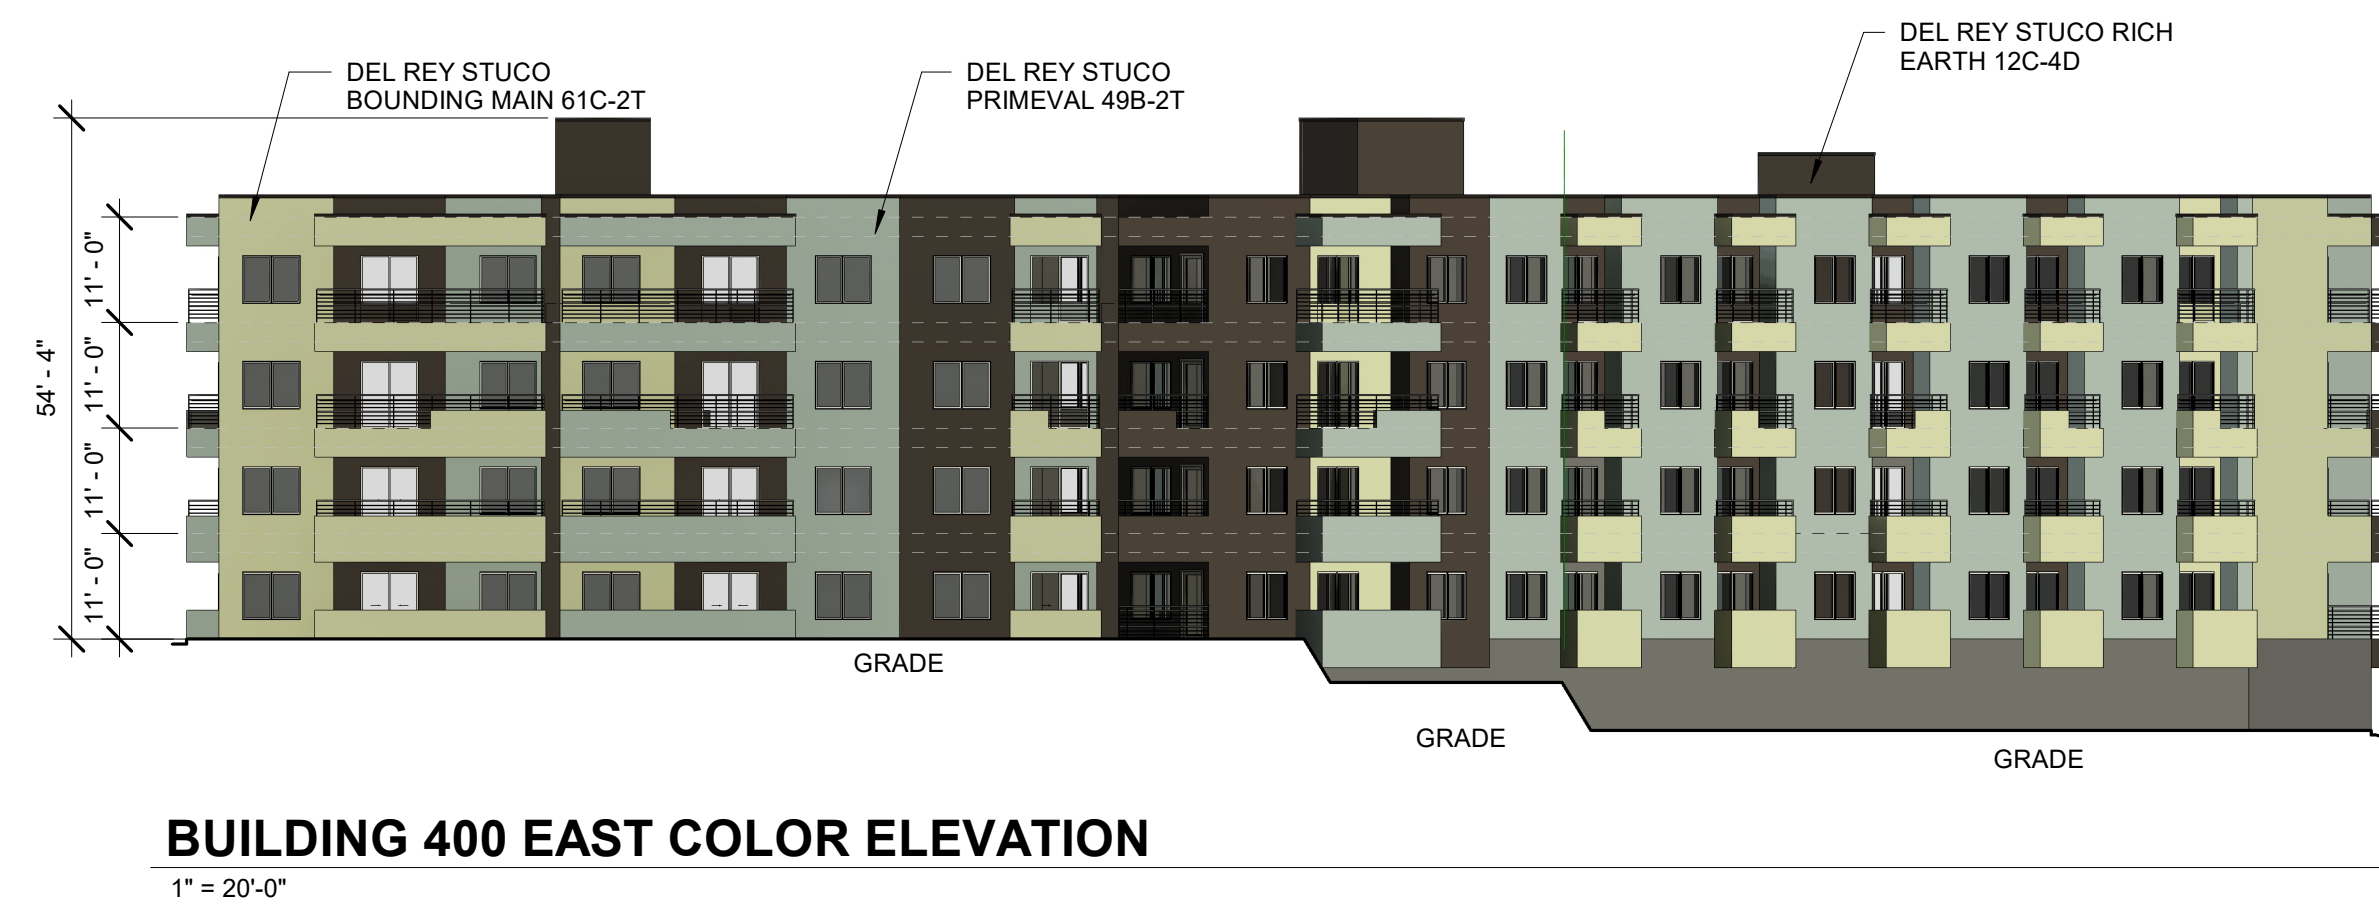 DEL REY STUCO RICH
EARTH 12C-4D
DEL REY STUCO
BOUNDING MAIN 61C-2T
DEL REY STUCO
PRIMEVAL 49B-2T
54' - 4"
11' - 0"
11' - 0"
11' - 0"
11' - 0"
GRADE
GRADE
GRADE
BUILDING 400 EAST COLOR ELEVATION
1" = 20'-0"